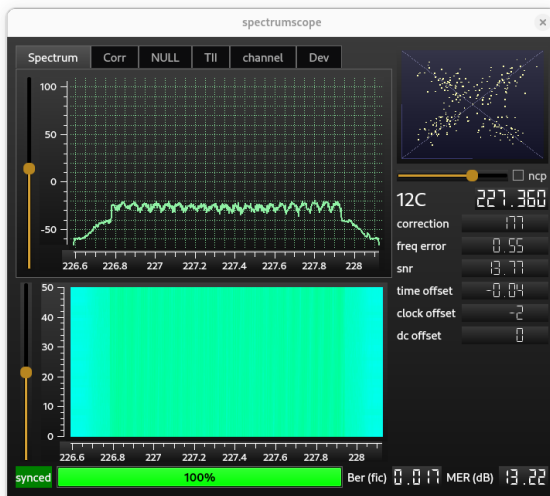 spectrumscope
Spectrum Corr NULL TII channel Dev
100
50
0
-50
226.6 226.8 227 227.2 227.4 227.6 227.8 228
ncp
12C 227.360
correction 177
freq error 0.55
snr 13.77
time offset -0.04
clock offset -2
dc offset 0
50
40
30
20
10
0
226.6 226.8 227 227.2 227.4 227.6 227.8 228
synced 100% Ber (fic) 0.017 MER (dB) 13.22